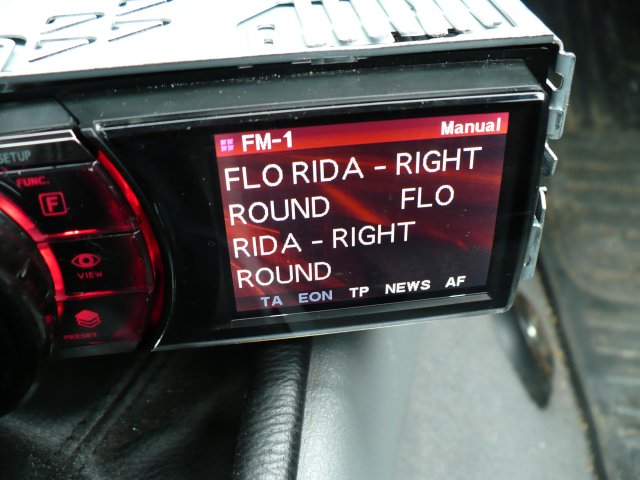 SETUP
FUNC.
F
VIEW
PRESET
FM-1 Manual
FLO RIDA - RIGHT
ROUND FLO
RIDA - RIGHT
ROUND
TA EON TP NEWS AF